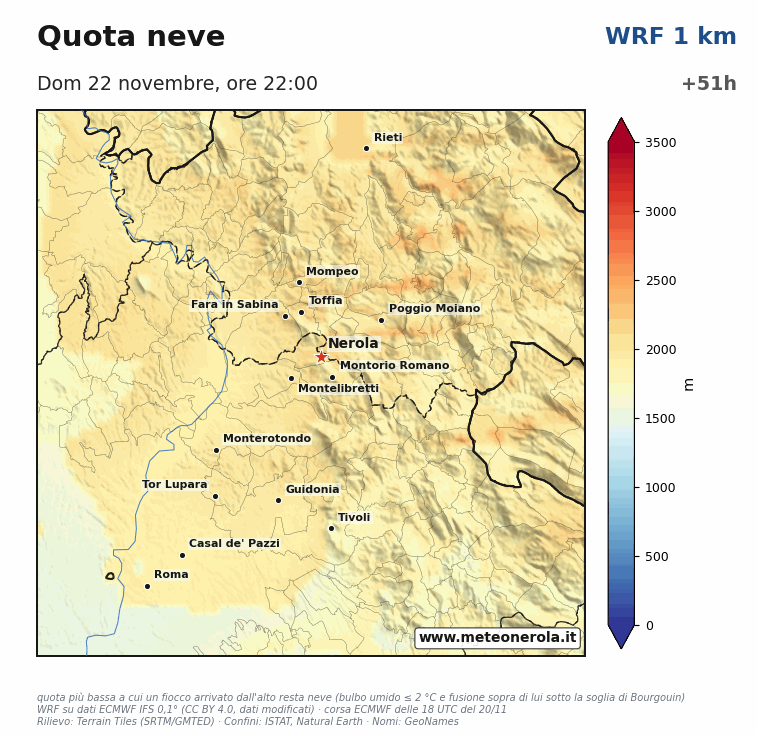 Quota neve
WRF 1 km
Dom 22 novembre, ore 22:00
+51h
Rieti
Mompeo
Fara in Sabina
Toffia
Poggio Moiano
Nerola
Montorio Romano
Montelibretti
Monterotondo
Tor Lupara
Guidonia
Tivoli
Casal de' Pazzi
Roma
www.meteonerola.it
3500
3000
2500
2000
1500
1000
500
0
m
quota più bassa a cui un fiocco arrivato dall'alto resta neve (bulbo umido ≤ 2 °C e fusione sopra di lui sotto la soglia di Bourgouin)
WRF su dati ECMWF IFS 0,1° (CC BY 4.0, dati modificati) · corsa ECMWF delle 18 UTC del 20/11
Rilievo: Terrain Tiles (SRTM/GMTED) · Confini: ISTAT, Natural Earth · Nomi: GeoNames